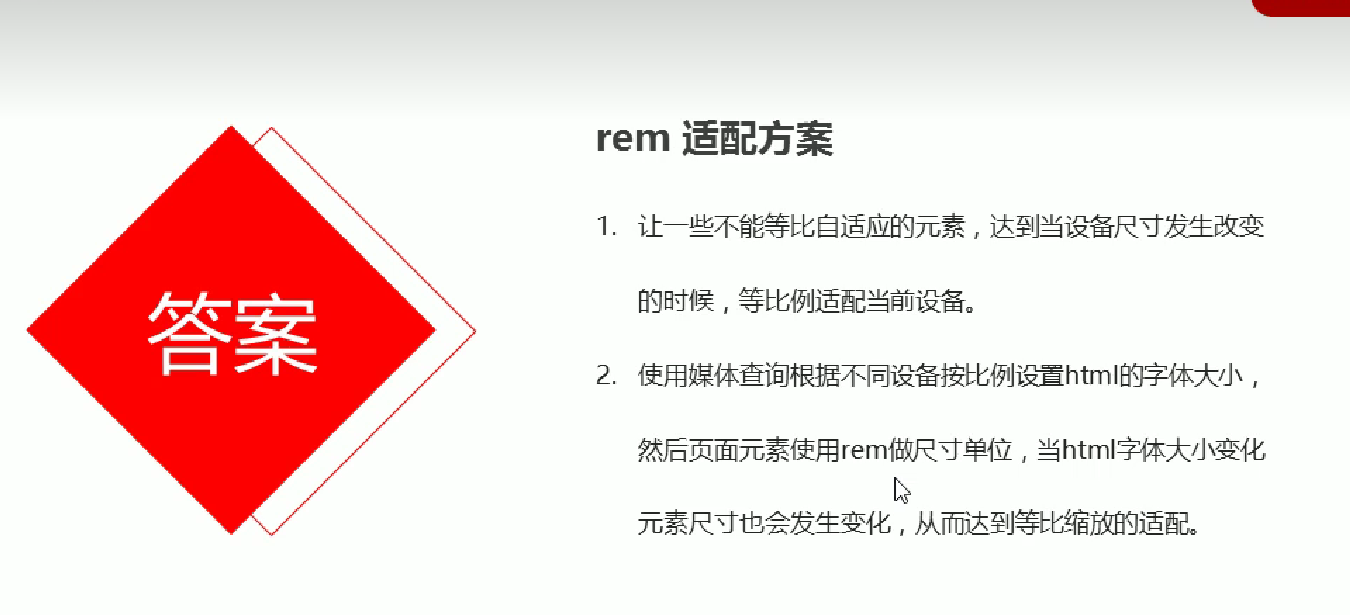 答案
rem 适配方案
1. 让一些不能等比自适应的元素，达到当设备尺寸发生改变
的时候，等比例适配当前设备。
2. 使用媒体查询根据不同设备按比例设置html的字体大小，
然后页面元素使用rem做尺寸单位，当html字体大小变化
元素尺寸也会发生变化，从而达到等比缩放的适配。